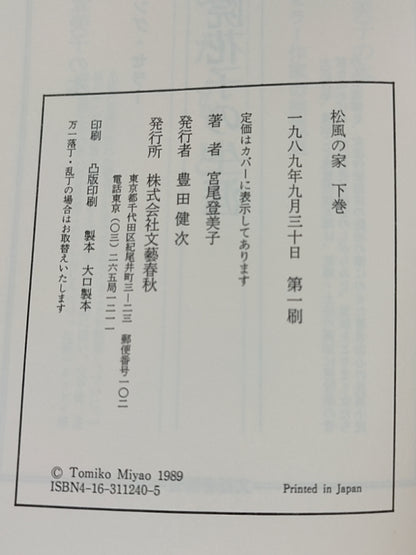 松風の家　下巻
一九八九年九月三十日　第一刷
定価はカバーに表示してあります
著　者　宮尾登美子
発行者　豊田健次
発行所　株式会社文藝春秋
東京都千代田区紀尾井町三―二三　郵便番号一〇二
電話東京（〇三）二六五局一二一一
印刷　凸版印刷　製本　大口製本
万一落丁・乱丁の場合はお取替えいたします
© Tomiko Miyao 1989
ISBN4-16-311240-5
Printed in Japan